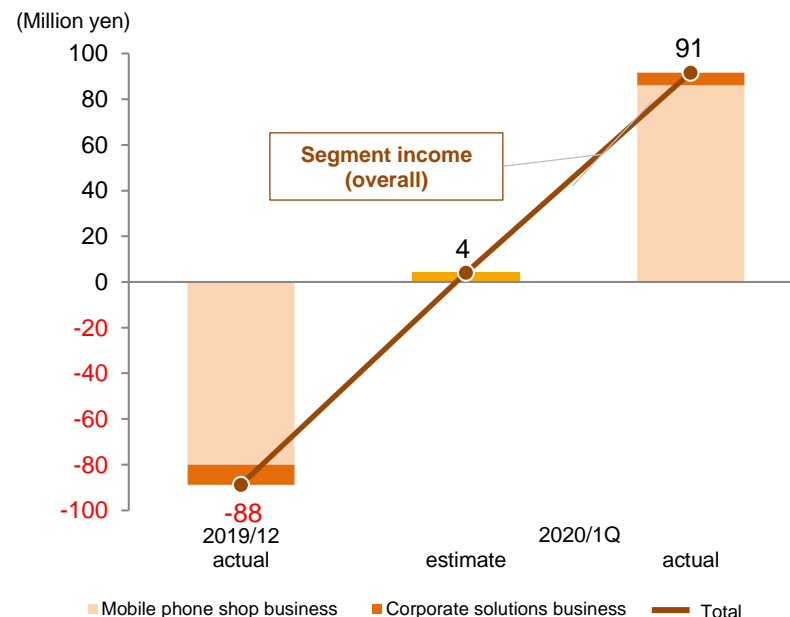 (Million yen)
100
80
60
40
20
0
-20
-40
-60
-80
-100
91
Segment income
(overall)
4
-88
2019/12
actual
2020/1Q
estimate
actual
Mobile phone shop business
Corporate solutions business
Total